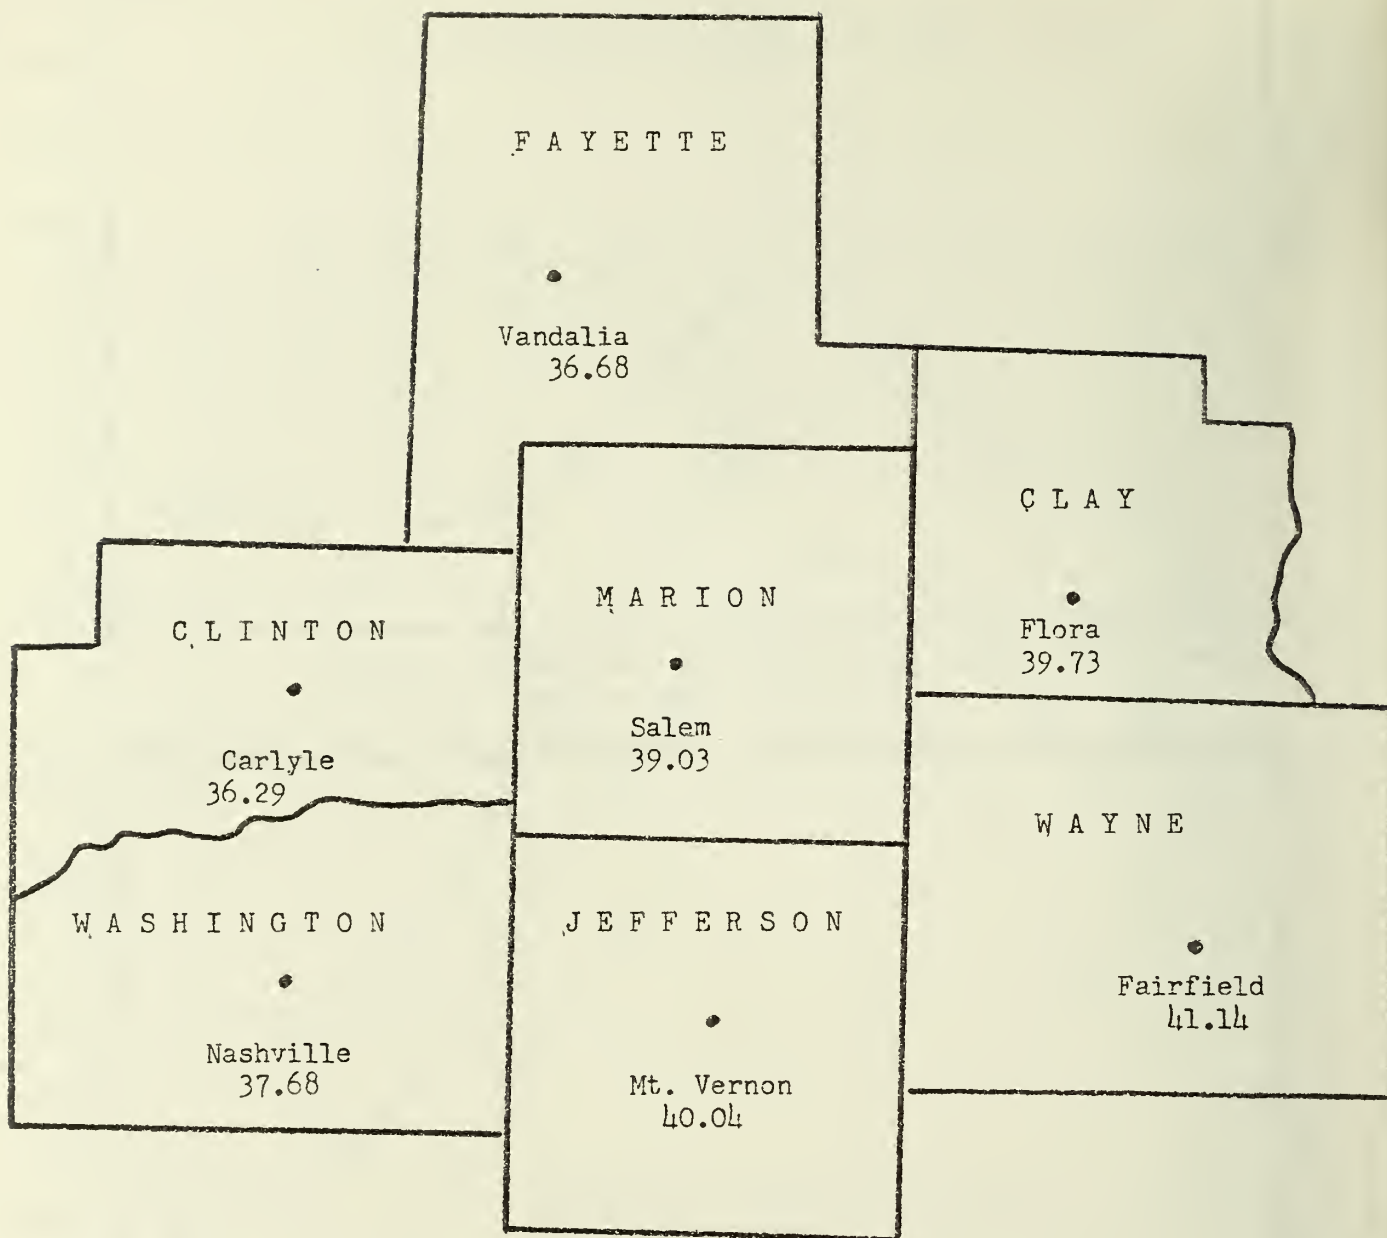 FAYETTE
Vandalia
36.68
CLAY
Flora
39.73
MARION
Salem
39.03
CLINTON
Carlyle
36.29
WAYNE
Fairfield
41.14
WASHINGTON
Nashville
37.68
JEFFERSON
Mt. Vernon
40.04